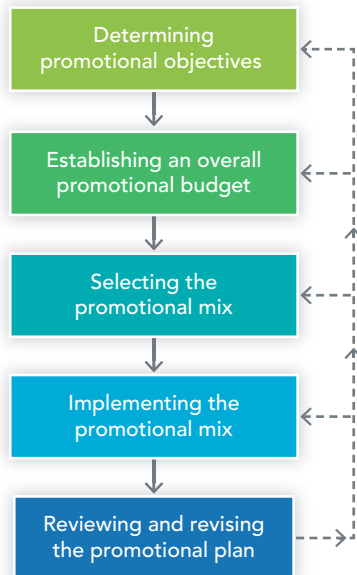 Determining
promotional objectives
Establishing an overall
promotional budget
Selecting the
promotional mix
Implementing the
promotional mix
Reviewing and revising
the promotional plan